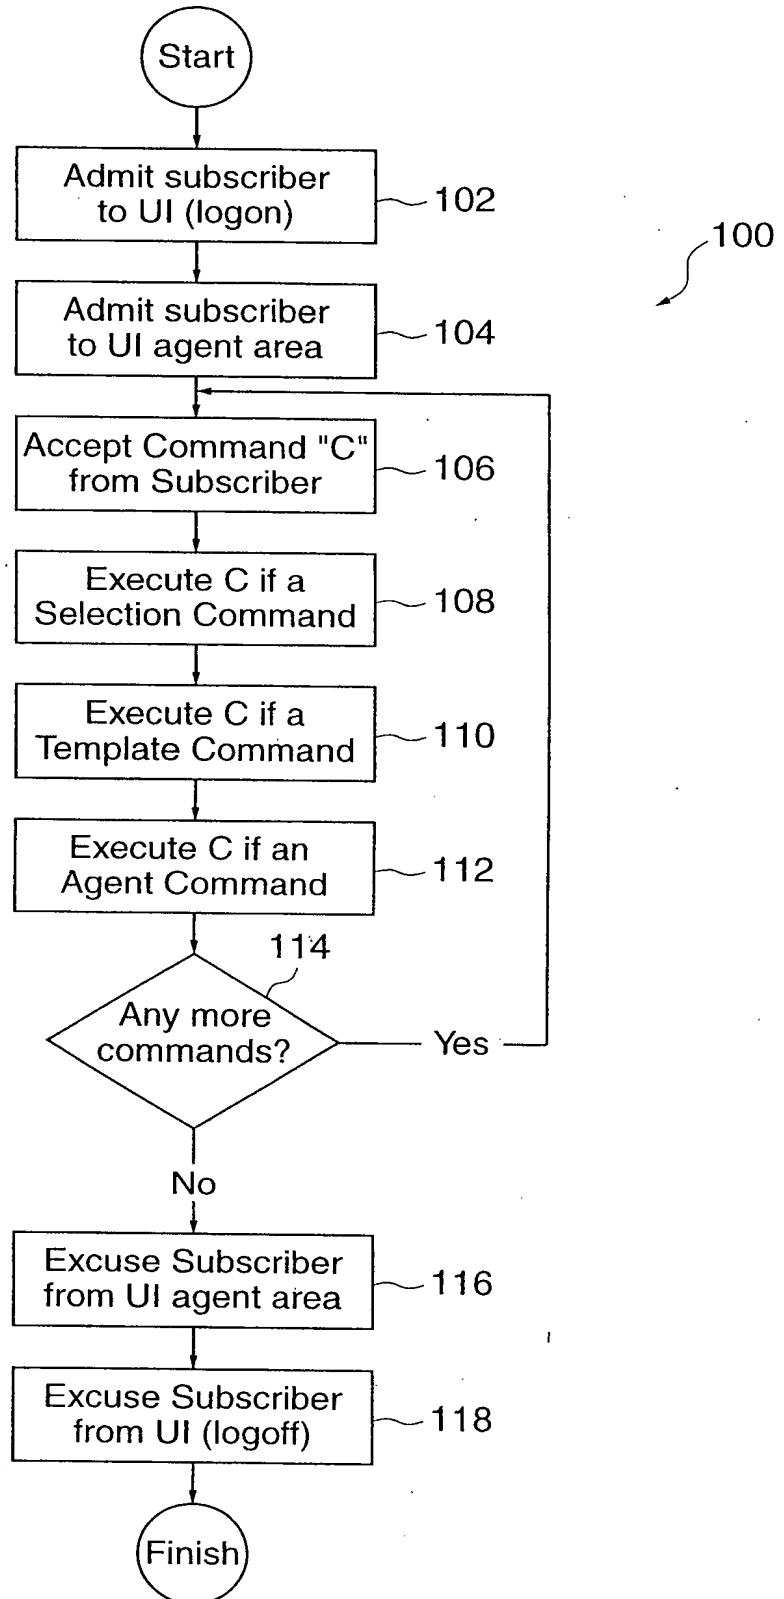 Start
Admit subscriber
to UI (logon)
102
100
Admit subscriber
to UI agent area
104
Accept Command "C"
from Subscriber
106
Execute C if a
Selection Command
108
Execute C if a
Template Command
110
Execute C if an
Agent Command
112
114
Any more
commands?
Yes
No
Excuse Subscriber
from UI agent area
116
Excuse Subscriber
from UI (logoff)
118
Finish